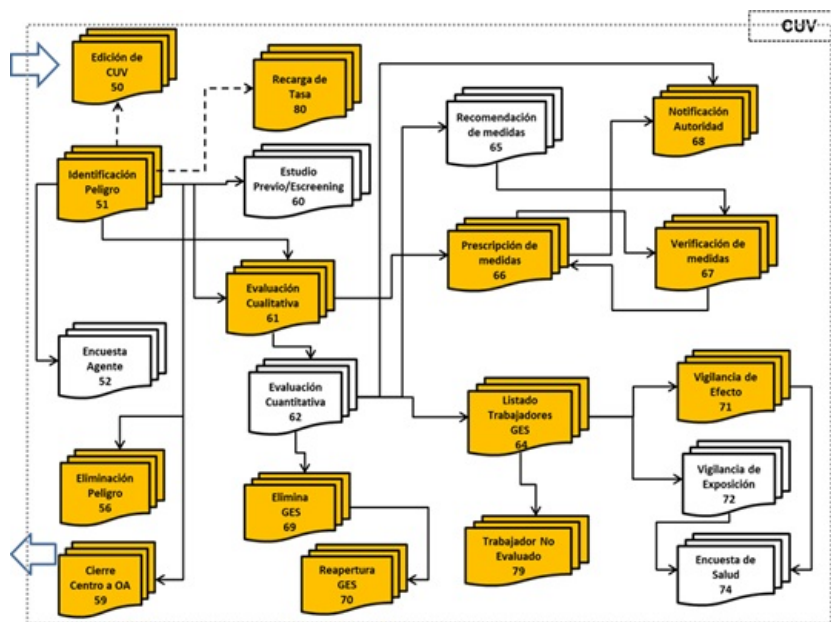 CUV
Edición de
CUV
50
Recarga de
Tasa
80
Recomendación
de medidas
65
Notificación
Autoridad
68
Identificación
Peligro
51
Estudio
Previo/Escreening
60
Prescripción de
medidas
66
Verificación de
medidas
67
Evaluación
Cualitativa
61
Encuesta
Agente
52
Evaluación
Cuantitativa
62
Listado
Trabajadores
GES
64
Vigilancia de
Efecto
71
Eliminación
Peligro
56
Elimina
GES
69
Vigilancia de
Exposición
72
Cierre
Centro a OA
59
Reapertura
GES
70
Trabajador No
Evaluado
79
Encuesta de
Salud
74